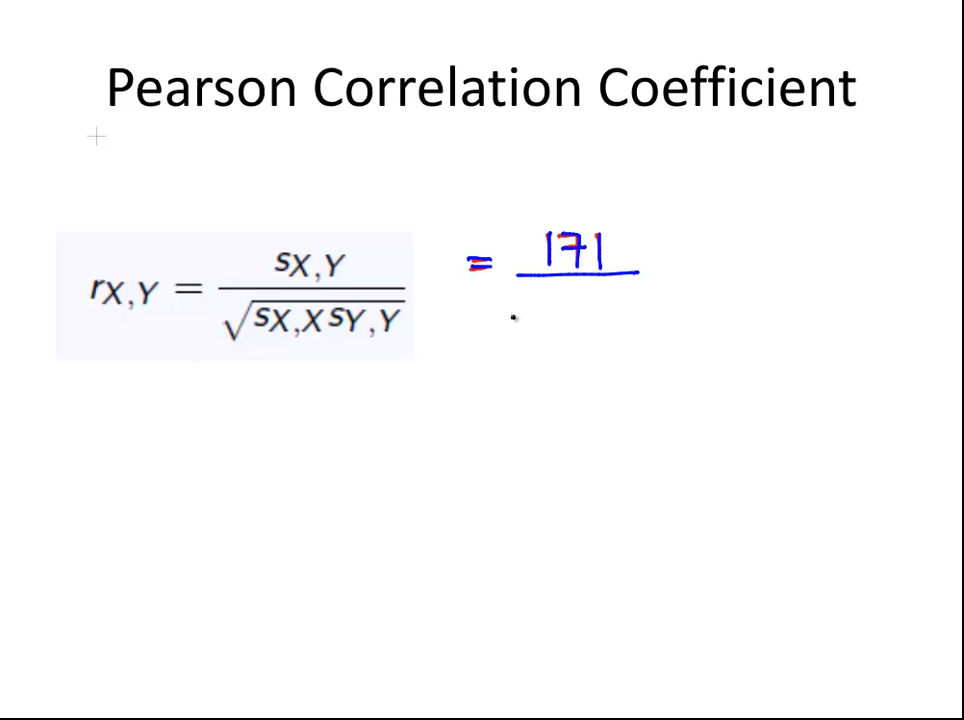 Pearson Correlation Coefficient
rX,Y = sX,Y / √sX,X sY,Y = 171